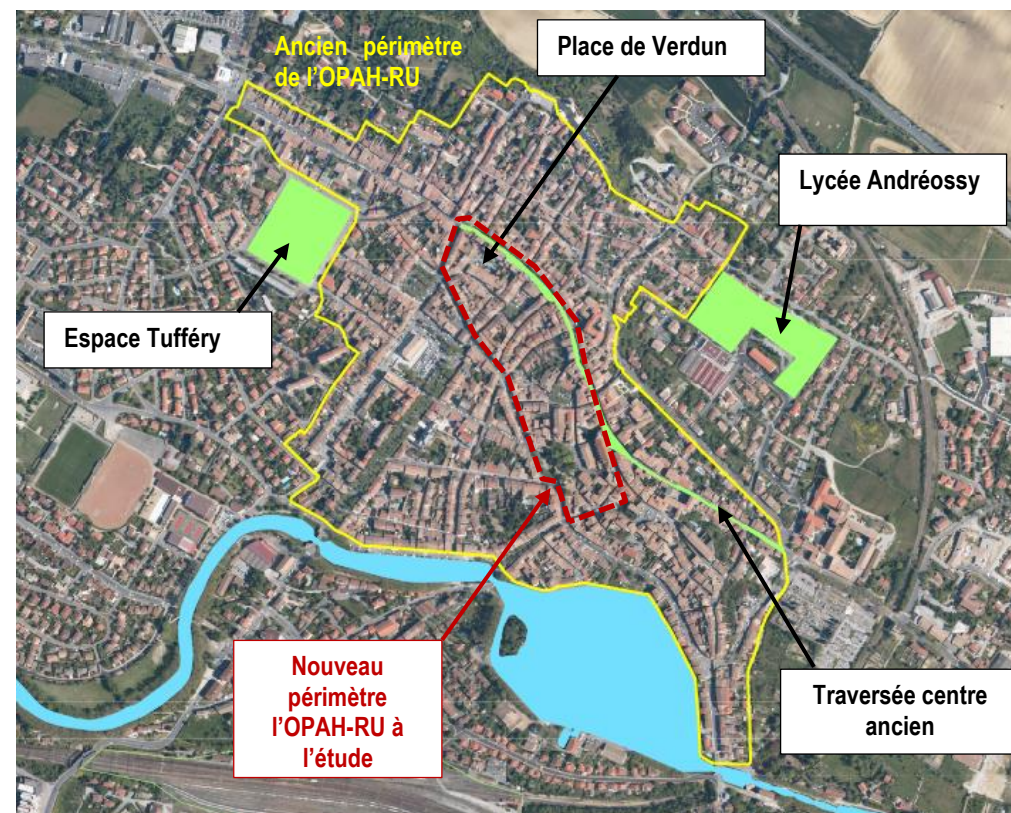 Ancien périmètre
de l'OPAH-RU
Place de Verdun
Lycée Andréossy
Espace Tufféry
Nouveau
périmètre
l'OPAH-RU à
l'étude
Traversée centre
ancien